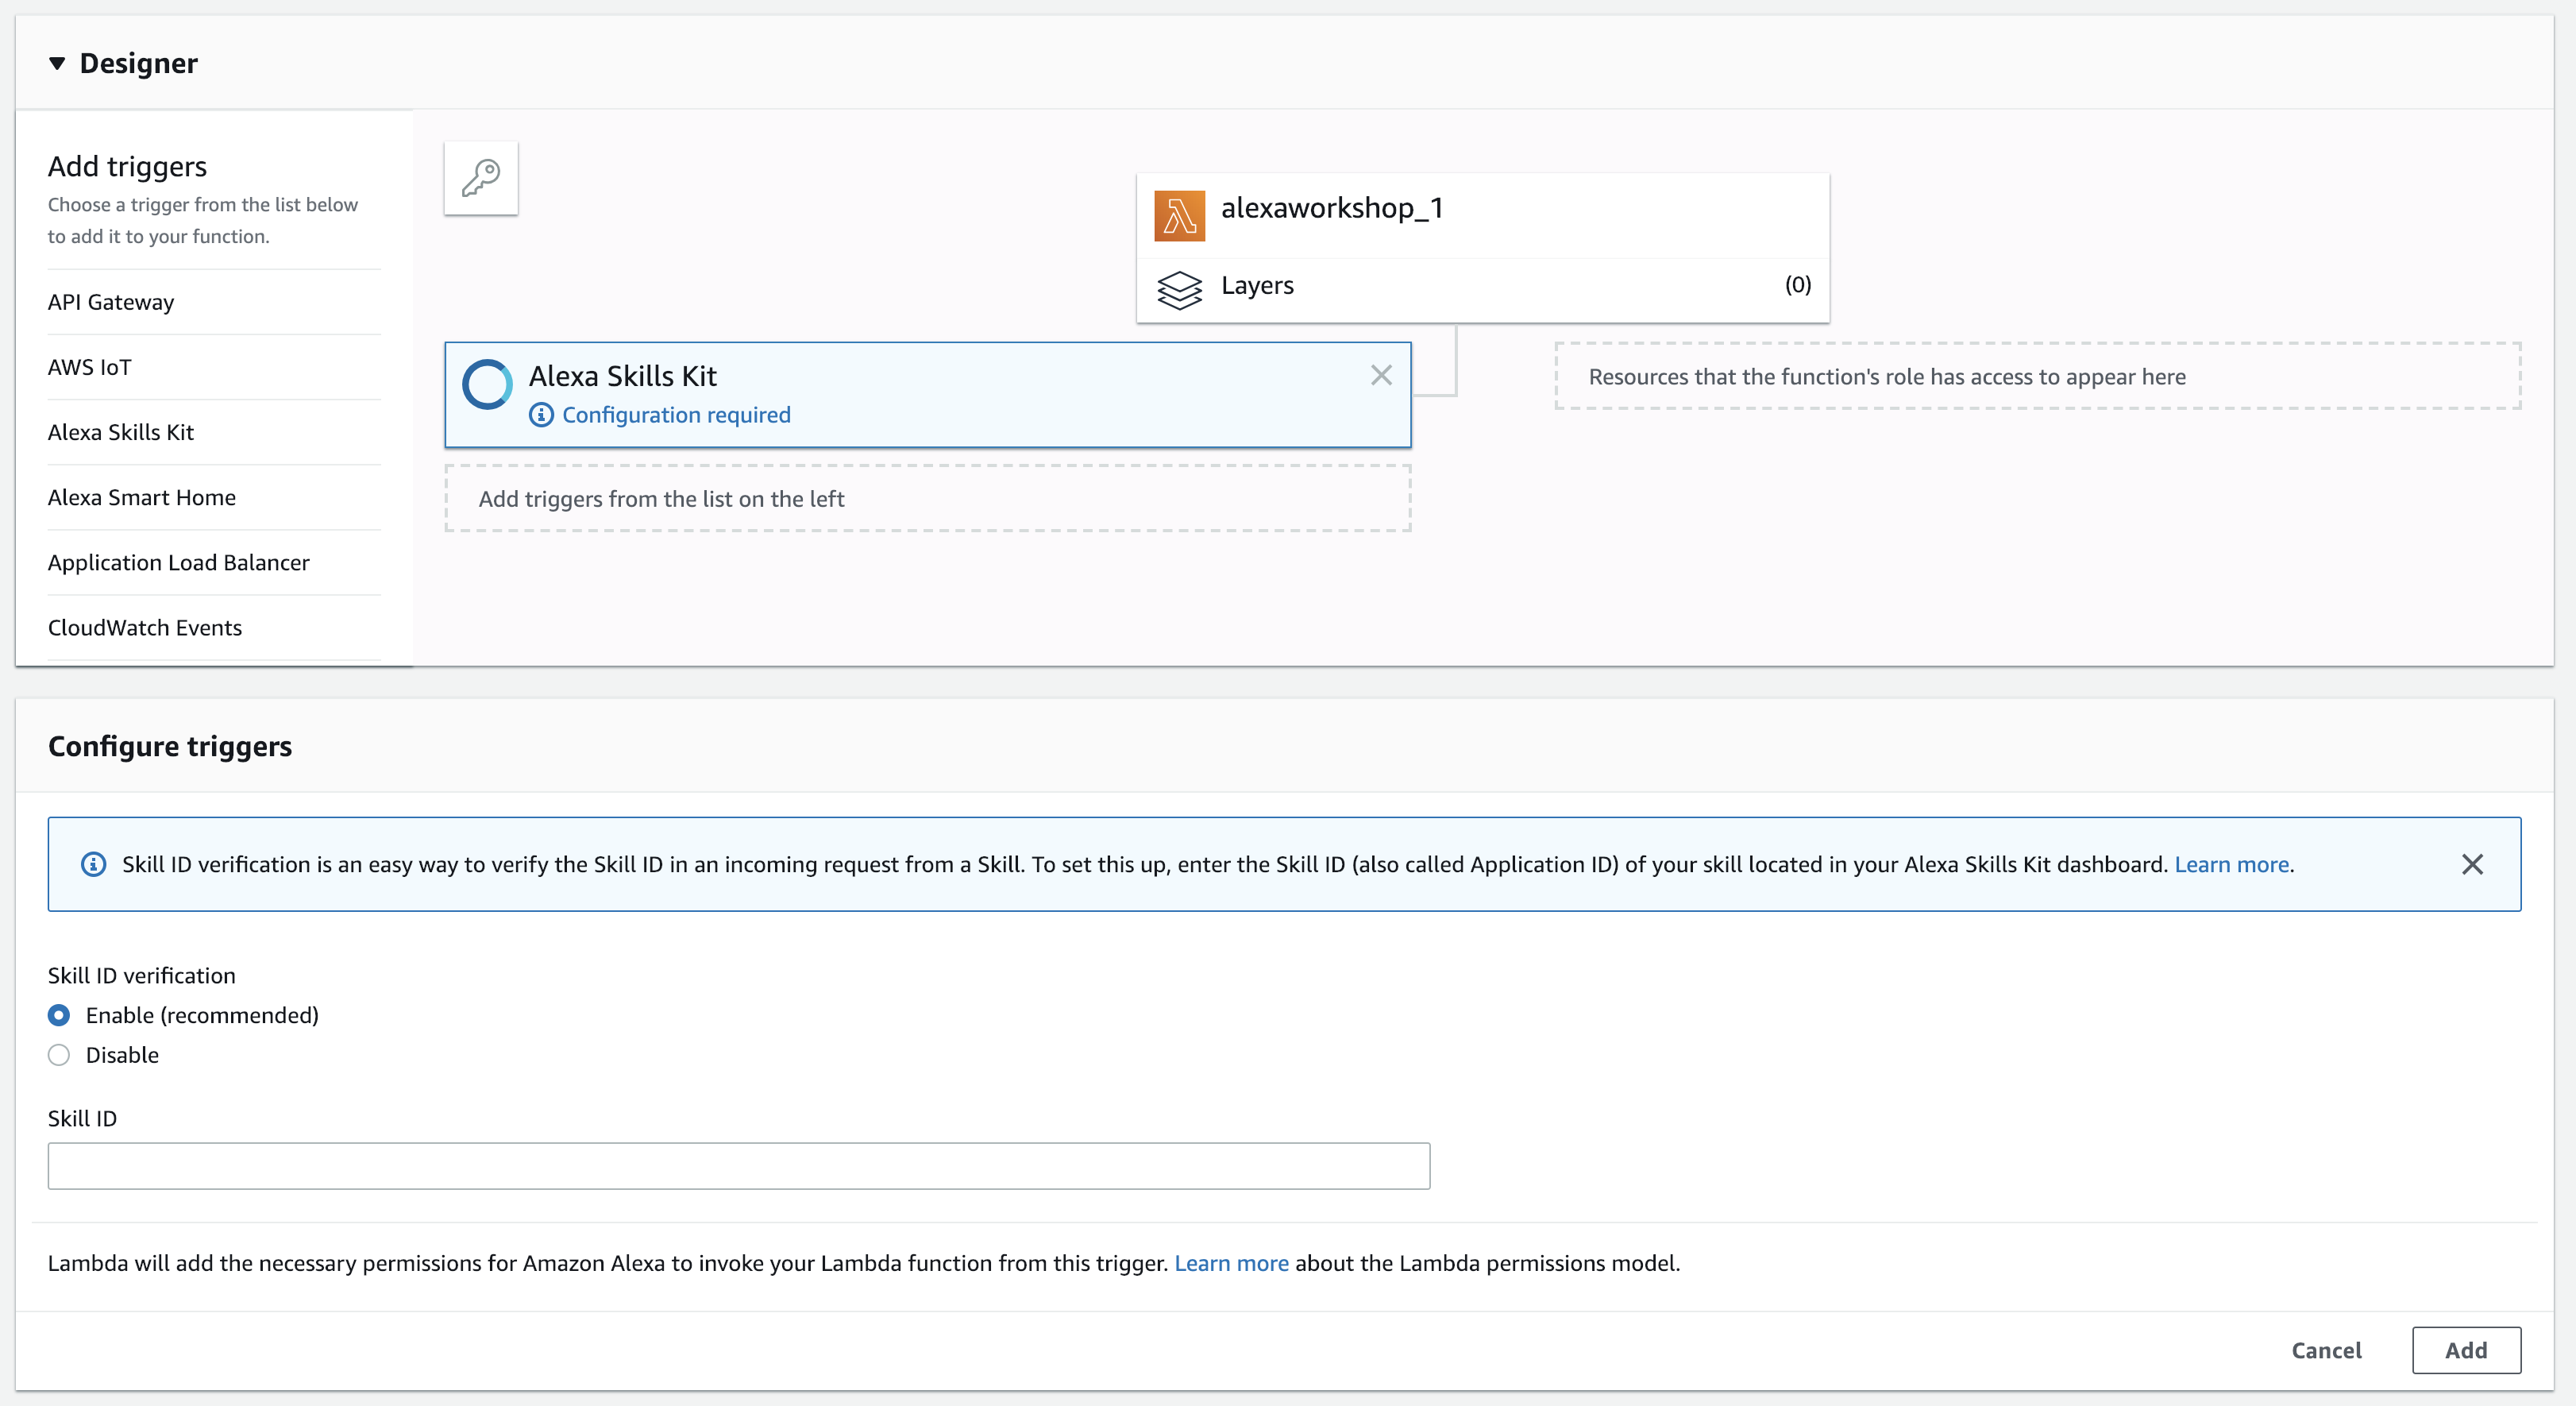 Designer
Add triggers
Choose a trigger from the list below
to add it to your function.
API Gateway
AWS IoT
Alexa Skills Kit
Alexa Smart Home
Application Load Balancer
CloudWatch Events
alexaworkshop_1
Layers (0)
Alexa Skills Kit
Configuration required
Add triggers from the list on the left
Resources that the function's role has access to appear here
Configure triggers
Skill ID verification is an easy way to verify the Skill ID in an incoming request from a Skill. To set this up, enter the Skill ID (also called Application ID) of your skill located in your Alexa Skills Kit dashboard. Learn more.
Skill ID verification
Enable (recommended)
Disable
Skill ID
Lambda will add the necessary permissions for Amazon Alexa to invoke your Lambda function from this trigger. Learn more about the Lambda permissions model.
Cancel Add